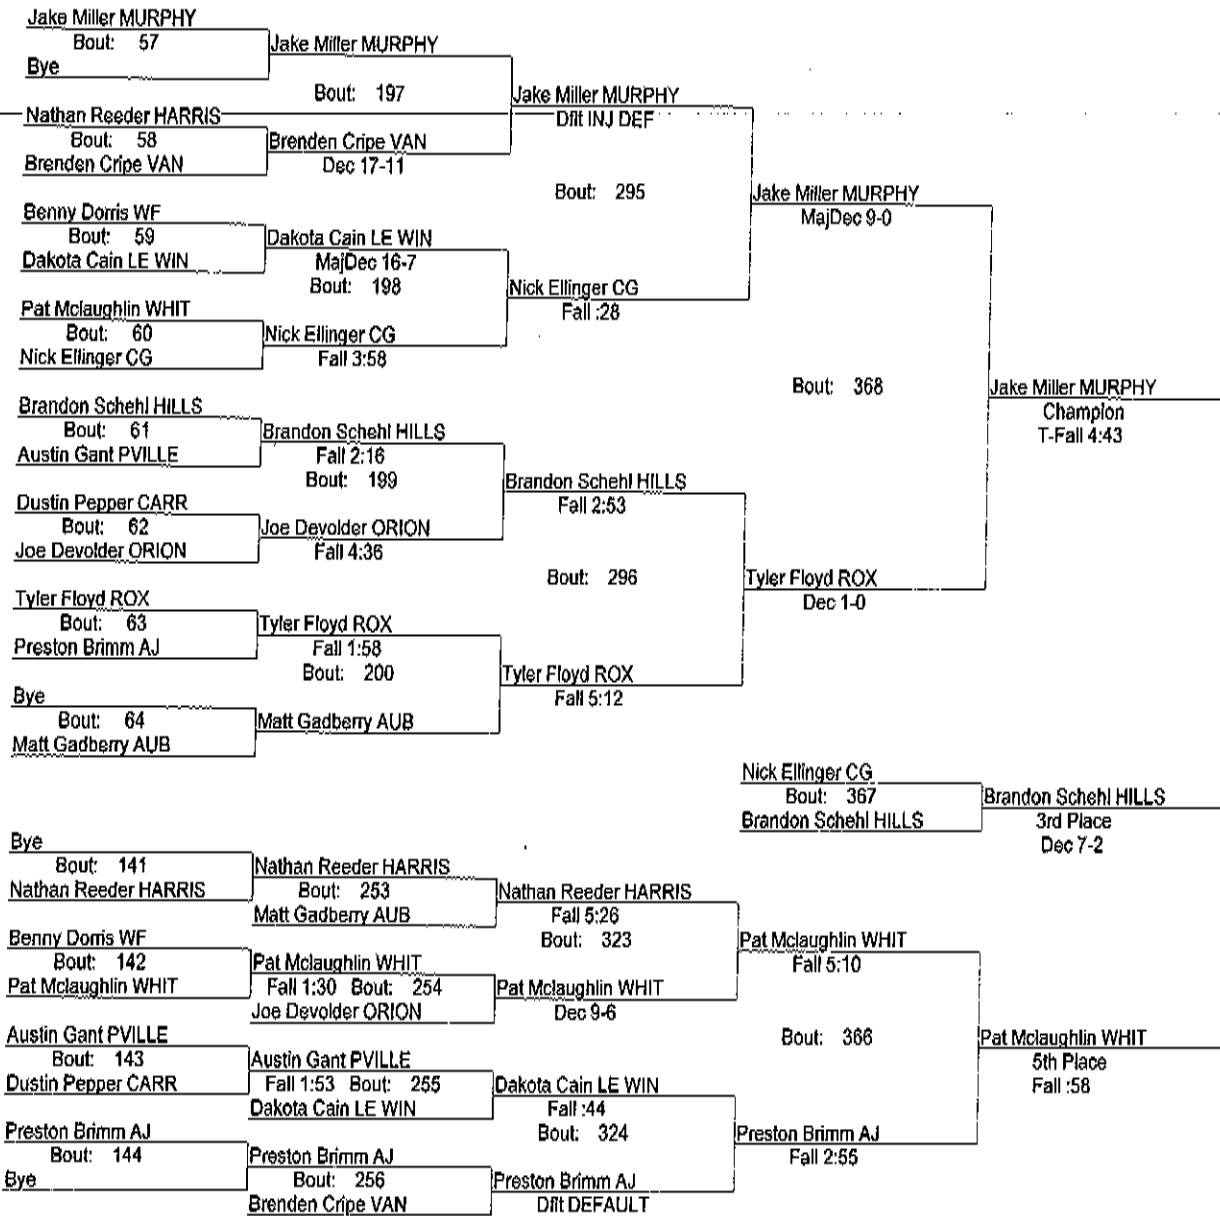 Jake Miller MURPHY
Bout: 57
Bye
Jake Miller MURPHY
Bout: 197
Nathan Reeder HARRIS
Bout: 58
Brenden Cripe VAN
Brenden Cripe VAN
Dec 17-11
Jake Miller MURPHY
Dflt INJ DEF
Bout: 295
Benny Dorris WF
Bout: 59
Dakota Cain LE WIN
Dakota Cain LE WIN
MajDec 16-7
Bout: 198
Pat Mclaughlin WHIT
Bout: 60
Nick Ellinger CG
Nick Ellinger CG
Fall 3:58
Nick Ellinger CG
Fall :28
Jake Miller MURPHY
MajDec 9-0
Bout: 368
Jake Miller MURPHY
Champion
T-Fall 4:43
Brandon Schehl HILLS
Bout: 61
Austin Gant PVILLE
Brandon Schehl HILLS
Fall 2:16
Bout: 199
Dustin Pepper CARR
Bout: 62
Joe Devolder ORION
Joe Devolder ORION
Fall 4:36
Brandon Schehl HILLS
Fall 2:53
Bout: 296
Tyler Floyd ROX
Bout: 63
Preston Brimm AJ
Tyler Floyd ROX
Fall 1:58
Bout: 200
Bye
Bout: 64
Matt Gadberry AUB
Matt Gadberry AUB
Tyler Floyd ROX
Fall 5:12
Tyler Floyd ROX
Dec 1-0
Nick Ellinger CG
Bout: 367
Brandon Schehl HILLS
Brandon Schehl HILLS
3rd Place
Dec 7-2
Bye
Bout: 141
Nathan Reeder HARRIS
Nathan Reeder HARRIS
Bout: 253
Matt Gadberry AUB
Nathan Reeder HARRIS
Fall 5:26
Bout: 323
Benny Dorris WF
Bout: 142
Pat Mclaughlin WHIT
Pat Mclaughlin WHIT
Fall 1:30 Bout: 254
Joe Devolder ORION
Pat Mclaughlin WHIT
Dec 9-6
Pat Mclaughlin WHIT
Fall 5:10
Bout: 366
Pat Mclaughlin WHIT
5th Place
Fall :58
Austin Gant PVILLE
Bout: 143
Dustin Pepper CARR
Austin Gant PVILLE
Fall 1:53 Bout: 255
Dakota Cain LE WIN
Dakota Cain LE WIN
Fall :44
Bout: 324
Preston Brimm AJ
Bout: 144
Bye
Preston Brimm AJ
Bout: 256
Brenden Cripe VAN
Preston Brimm AJ
Dflt DEFAULT
Preston Brimm AJ
Fall 2:55